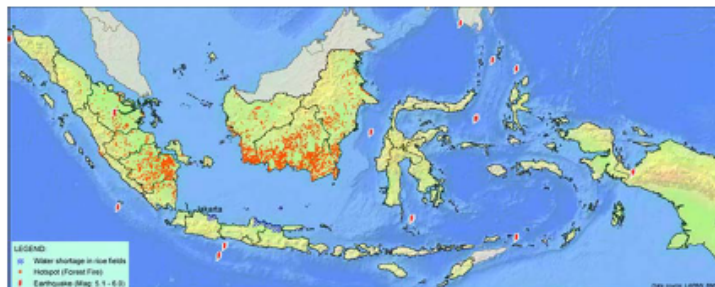 Jakarta
LEGEND:
Water shortage in rice fields
Hotspot (Forest Fire)
Earthquake (Mag: 5.1 - 6.0)